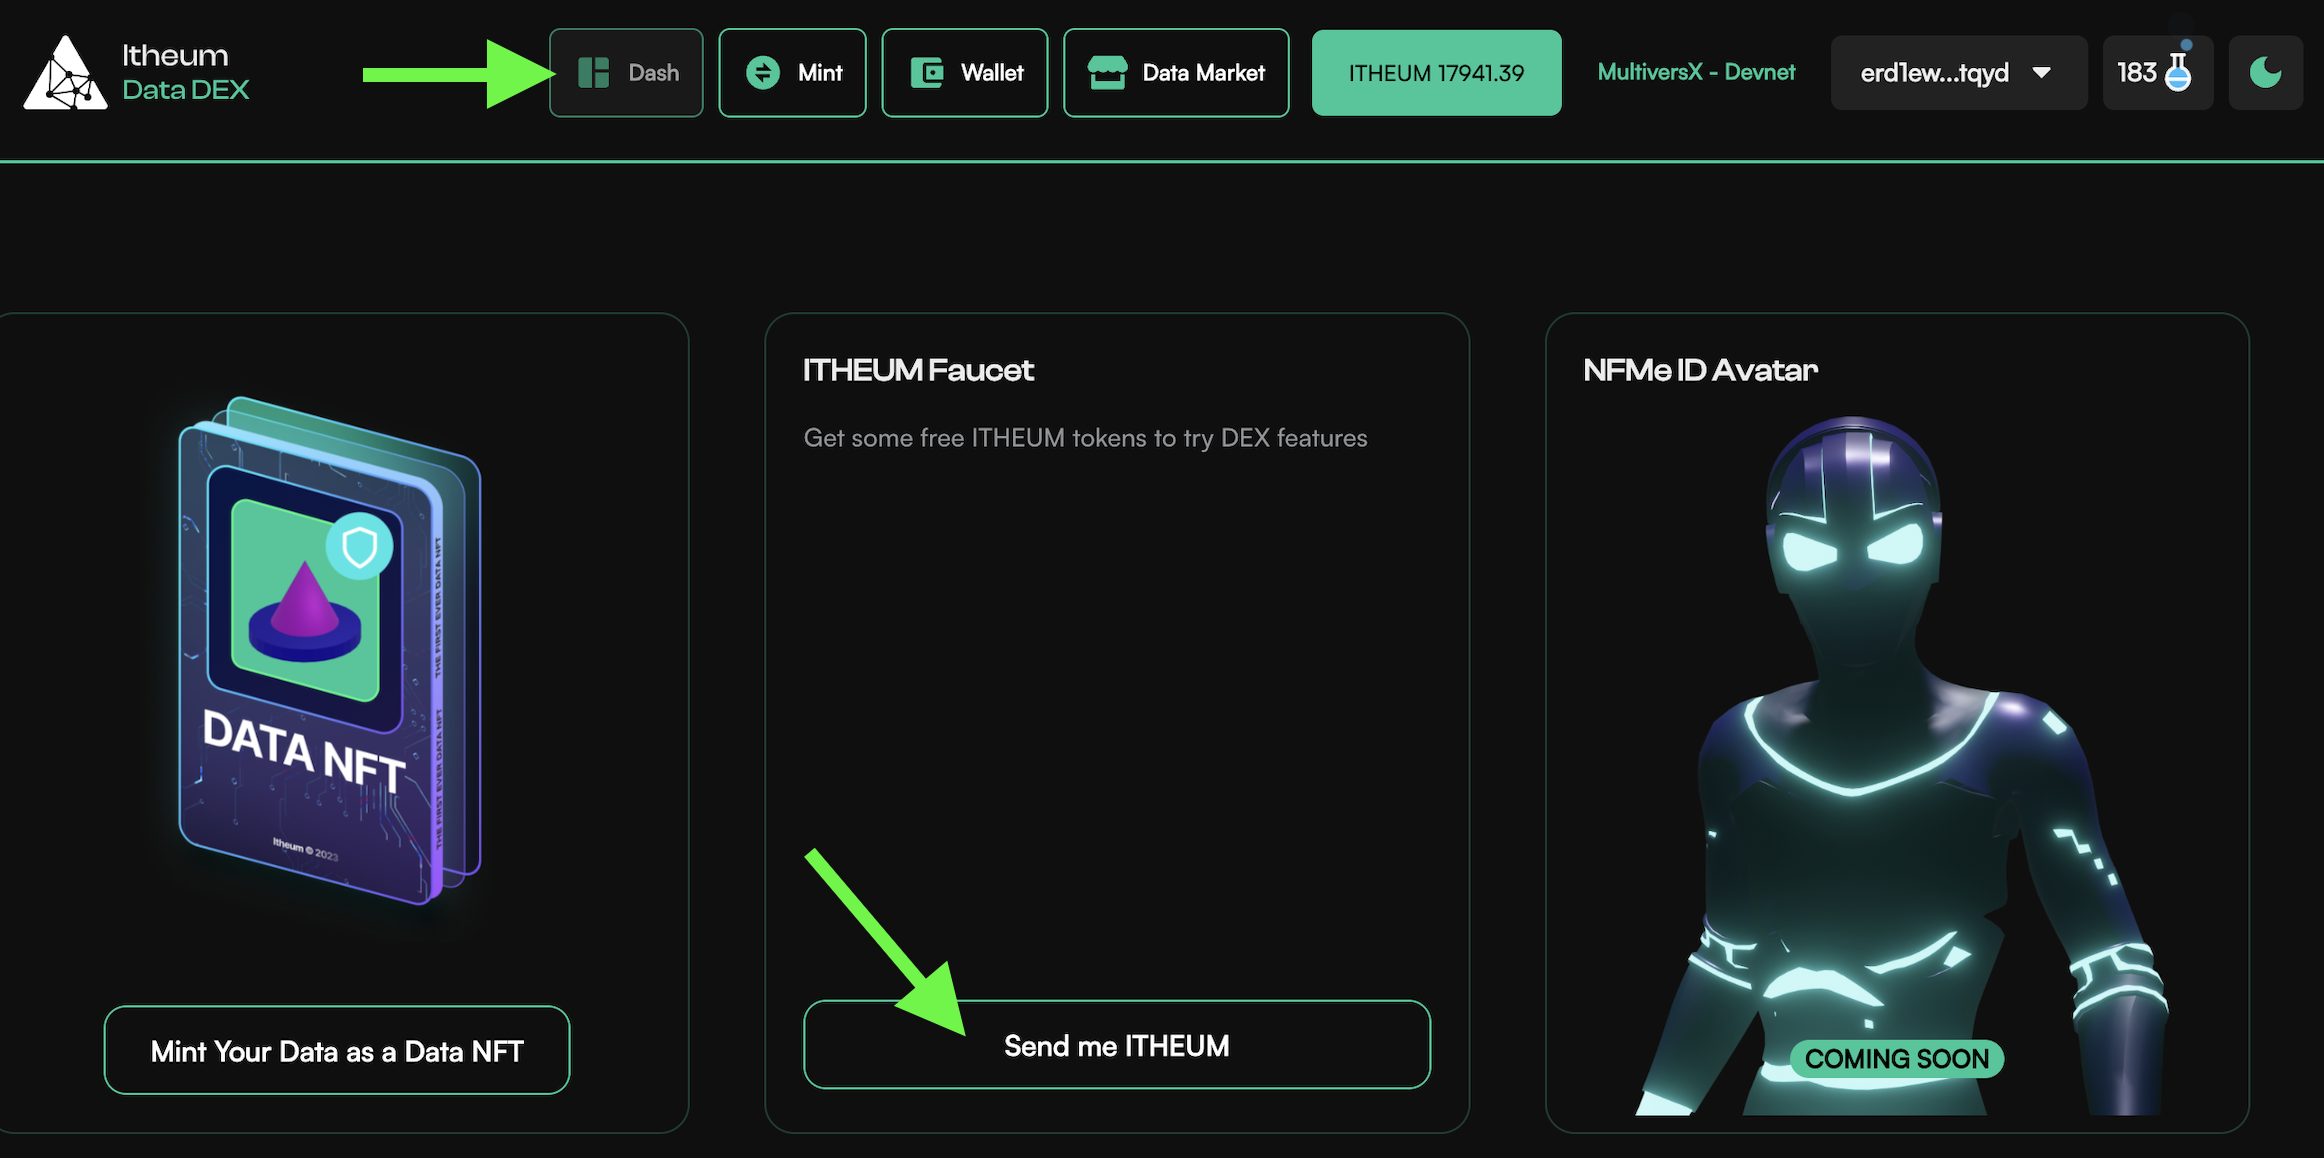 Itheum
Data DEX
Dash
Mint
Wallet
Data Market
ITHEUM 17941.39
MultiversX - Devnet
erd1ew...tqyd
183
DATA NFT
Itheum © 2023
THE FIRST EVER DATA NFT
THE FIRST EVER DATA NFT
Mint Your Data as a Data NFT
ITHEUM Faucet
Get some free ITHEUM tokens to try DEX features
Send me ITHEUM
NFMe ID Avatar
COMING SOON